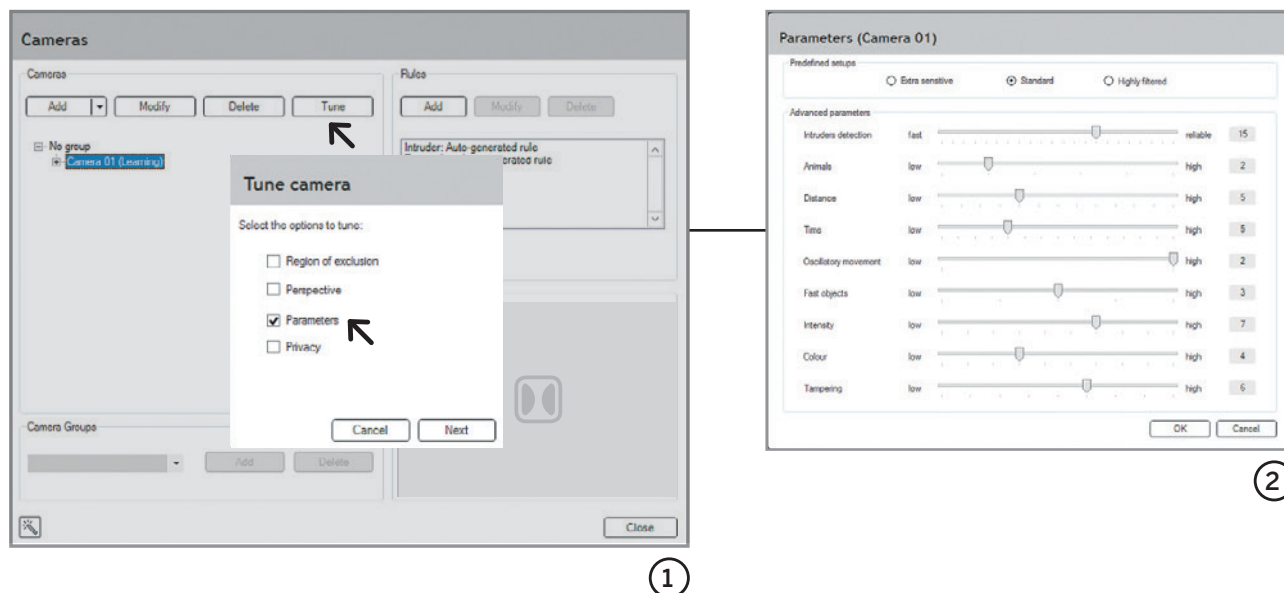 Cameras
Cameras
Add Modify Delete Tune
No group
Camera 01 (Learning)
Rules
Add Modify Delete
Intruder: Auto-generated rule
rule
Tune camera
Select the options to tune:
Region of exclusion
Perspective
Parameters
Privacy
Cancel Next
Camera Groups
Add Delete
Close
1
Parameters (Camera 01)
Predefined setups
Extra sensitive Standard Highly filtered
Advanced parameters
Intruders detection fast reliable 15
Animals low high 2
Distance low high 5
Time low high 5
Oscillatory movement low high 2
Fast objects low high 3
Intensity low high 7
Colour low high 4
Tampering low high 6
OK Cancel
2